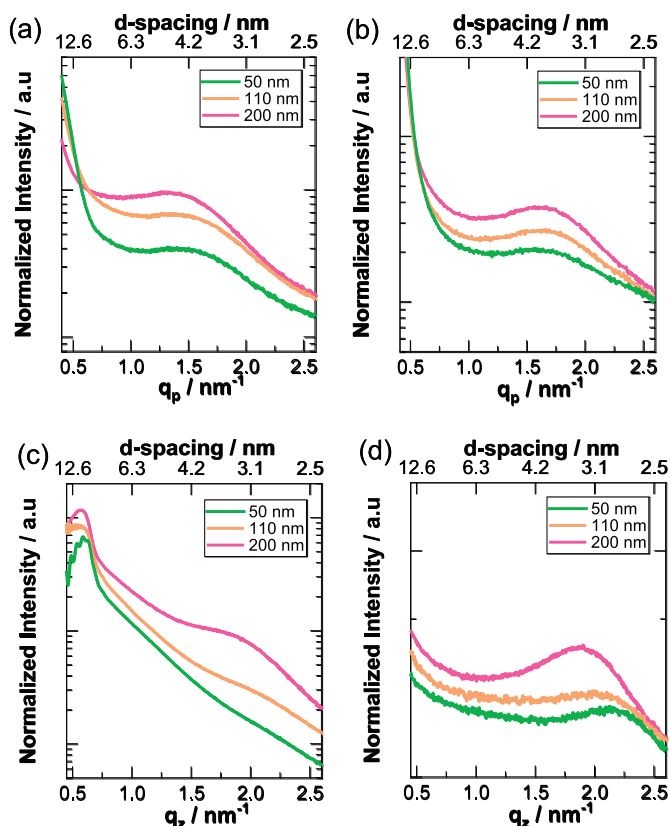 (a)
d-spacing / nm
12.6 6.3 4.2 3.1 2.5
50 nm
110 nm
200 nm
Normalized Intensity / a.u
0.5 1.0 1.5 2.0 2.5
qp / nm-1
(b)
d-spacing / nm
12.6 6.3 4.2 3.1 2.5
50 nm
110 nm
200 nm
Normalized Intensity / a.u
0.5 1.0 1.5 2.0 2.5
qp / nm-1
(c)
d-spacing / nm
12.6 6.3 4.2 3.1 2.5
50 nm
110 nm
200 nm
Normalized Intensity / a.u
0.5 1.0 1.5 2.0 2.5
qz / nm-1
(d)
d-spacing / nm
12.6 6.3 4.2 3.1 2.5
50 nm
110 nm
200 nm
Normalized Intensity / a.u
0.5 1.0 1.5 2.0 2.5
qz / nm-1